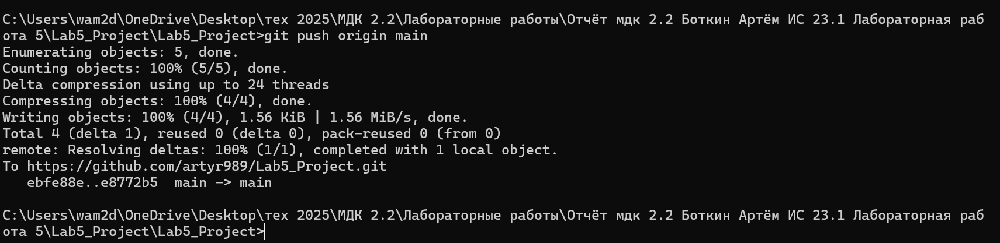 C:\Users\wam2d\OneDrive\Desktop\тех 2025\МДК 2.2\Лабораторные работы\Отчёт мдк 2.2 Боткин Артём ИС 23.1 Лабораторная раб
ота 5\Lab5_Project\Lab5_Project>git push origin main
Enumerating objects: 5, done.
Counting objects: 100% (5/5), done.
Delta compression using up to 24 threads
Compressing objects: 100% (4/4), done.
Writing objects: 100% (4/4), 1.56 KiB | 1.56 MiB/s, done.
Total 4 (delta 1), reused 0 (delta 0), pack-reused 0 (from 0)
remote: Resolving deltas: 100% (1/1), completed with 1 local object.
To https://github.com/artyr989/Lab5_Project.git
   ebfe88e..e8772b5  main -> main
C:\Users\wam2d\OneDrive\Desktop\тех 2025\МДК 2.2\Лабораторные работы\Отчёт мдк 2.2 Боткин Артём ИС 23.1 Лабораторная раб
ота 5\Lab5_Project\Lab5_Project>